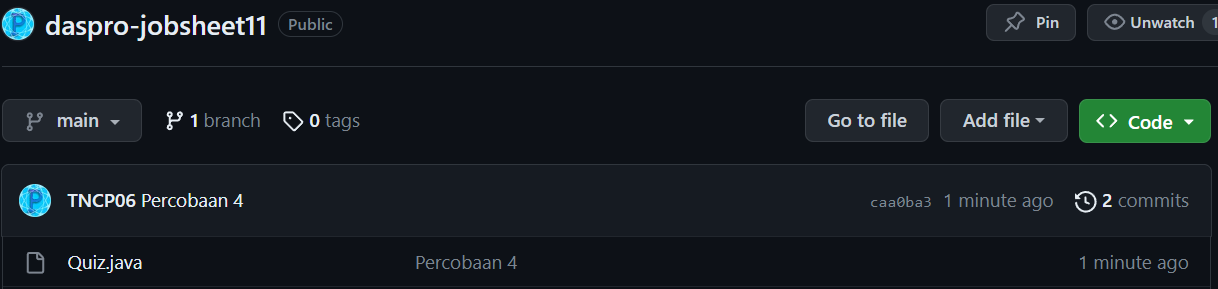 daspro-jobsheet11 Public Pin Unwatch 1
main 1 branch 0 tags Go to file Add file Code
TNCP06 Percobaan 4 caa0ba3 1 minute ago 2 commits
Quiz.java Percobaan 4 1 minute ago